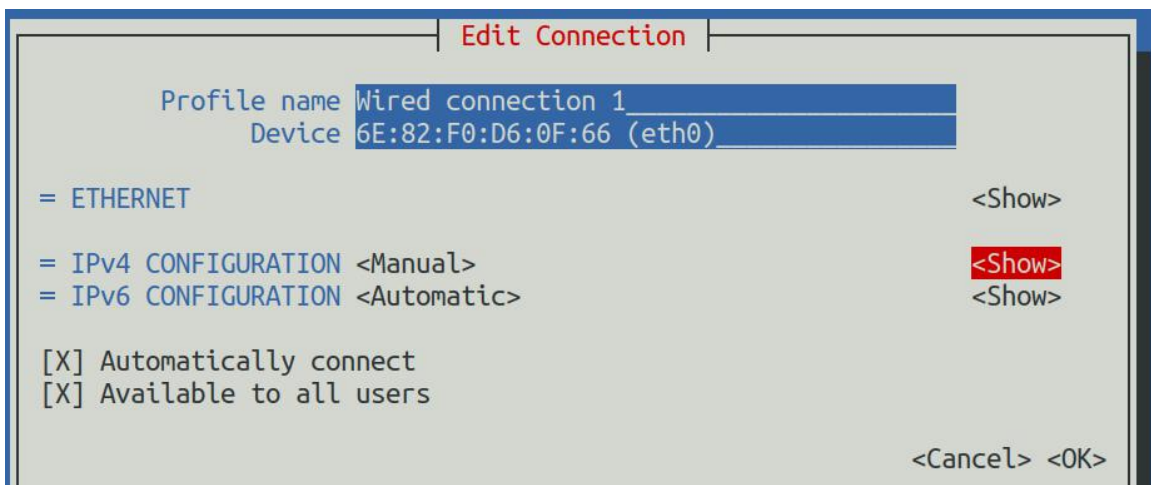 Edit Connection
Profile name Wired connection 1
Device 6E:82:F0:D6:0F:66 (eth0)
= ETHERNET <Show>
= IPv4 CONFIGURATION <Manual> <Show>
= IPv6 CONFIGURATION <Automatic> <Show>
[X] Automatically connect
[X] Available to all users
<Cancel> <OK>